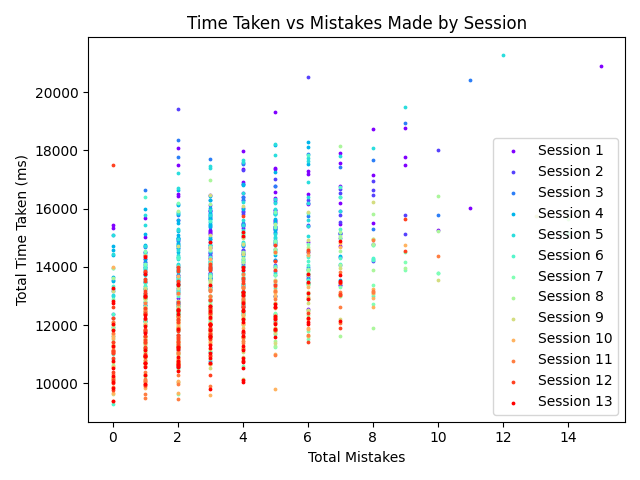 Time Taken vs Mistakes Made by Session
Total Time Taken (ms)
20000
18000
16000
14000
12000
10000
Session 1
Session 2
Session 3
Session 4
Session 5
Session 6
Session 7
Session 8
Session 9
Session 10
Session 11
Session 12
Session 13
0 2 4 6 8 10 12 14
Total Mistakes